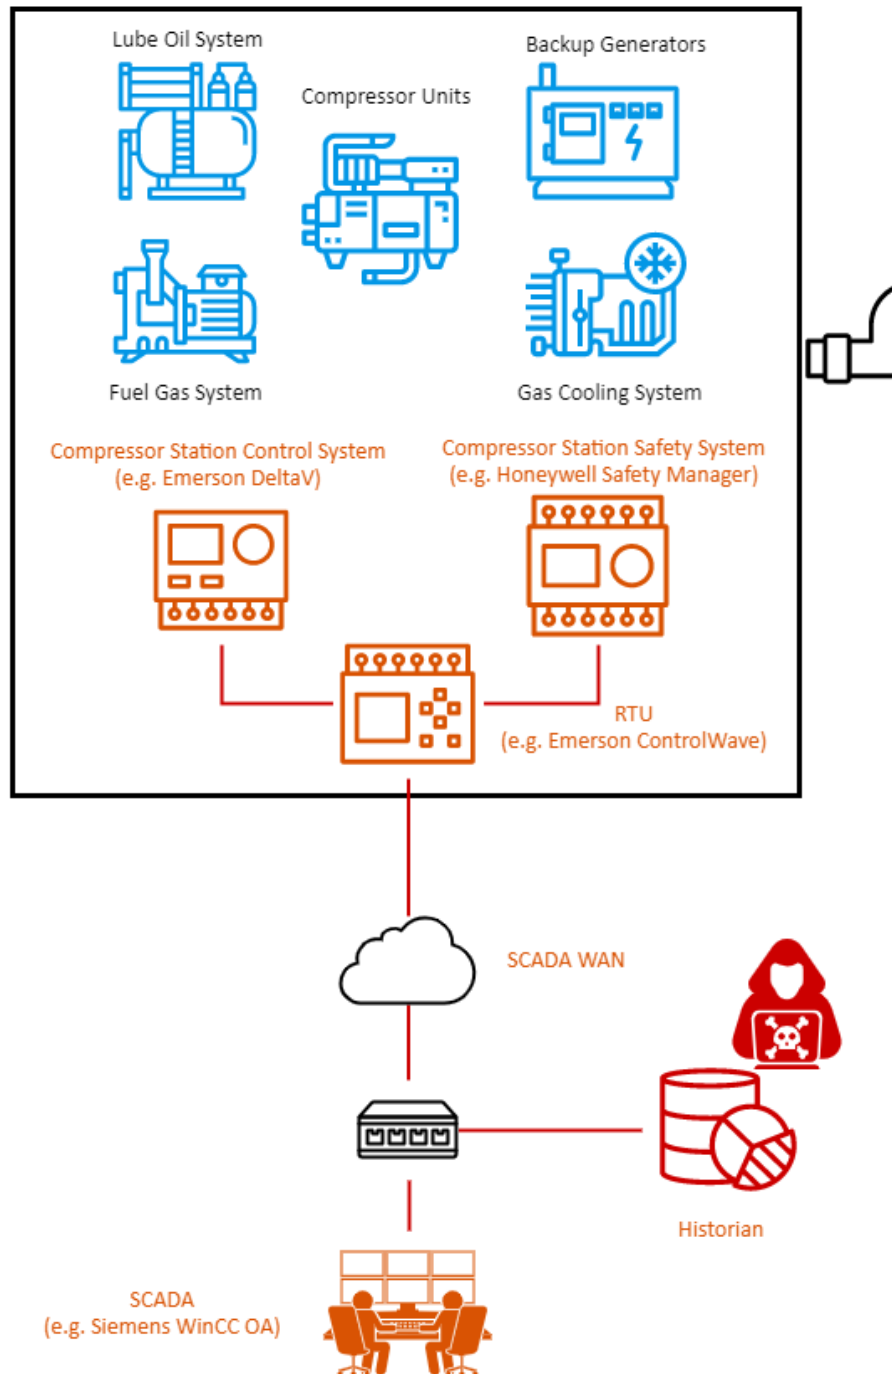 Lube Oil System
Backup Generators
Compressor Units
Fuel Gas System
Gas Cooling System
Compressor Station Control System
(e.g. Emerson DeltaV)
Compressor Station Safety System
(e.g. Honeywell Safety Manager)
RTU
(e.g. Emerson ControlWave)
SCADA WAN
Historian
SCADA
(e.g. Siemens WinCC OA)